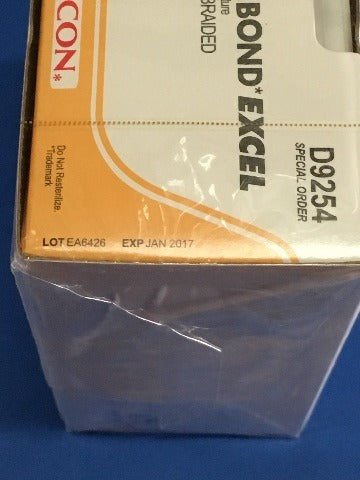 CON*
BOND* EXCEL
BRAIDED
D9254
SPECIAL ORDER
Do Not Resterilize.
*Trademark
LOT EA6426 EXP JAN 2017